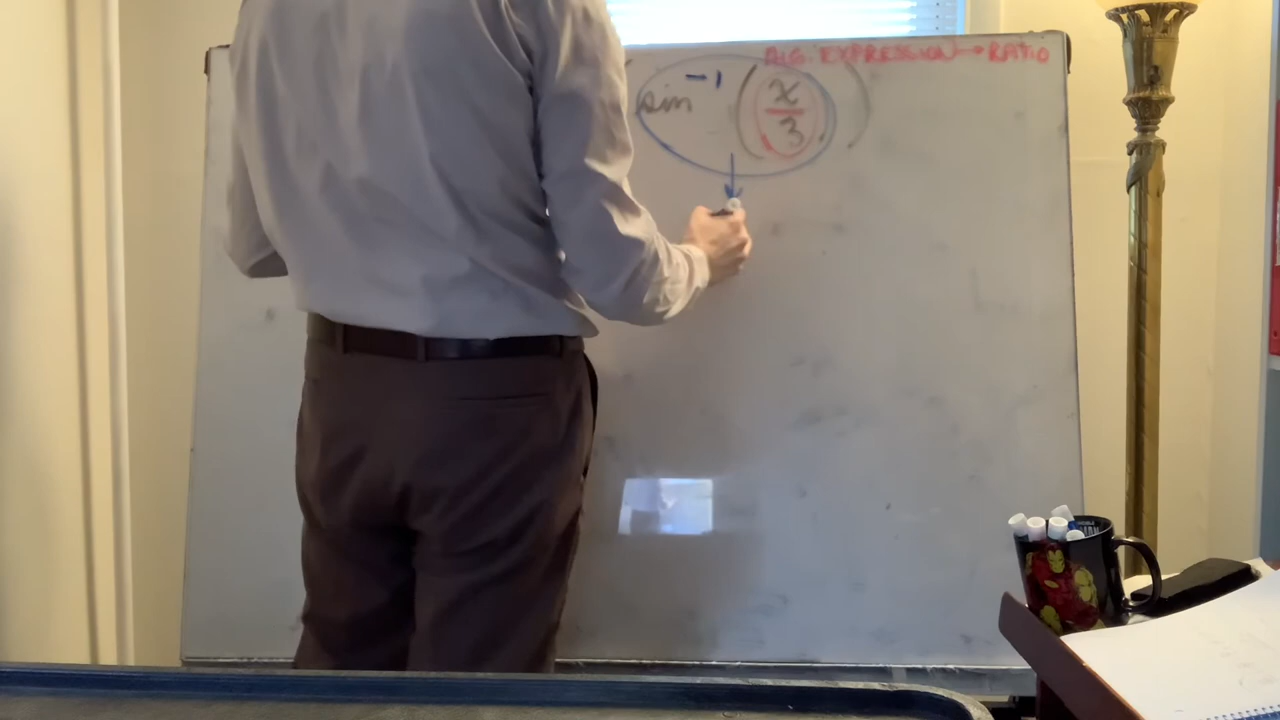 ALG. EXPRESSION → RATIO
( sin⁻¹ ( x/3 ) )